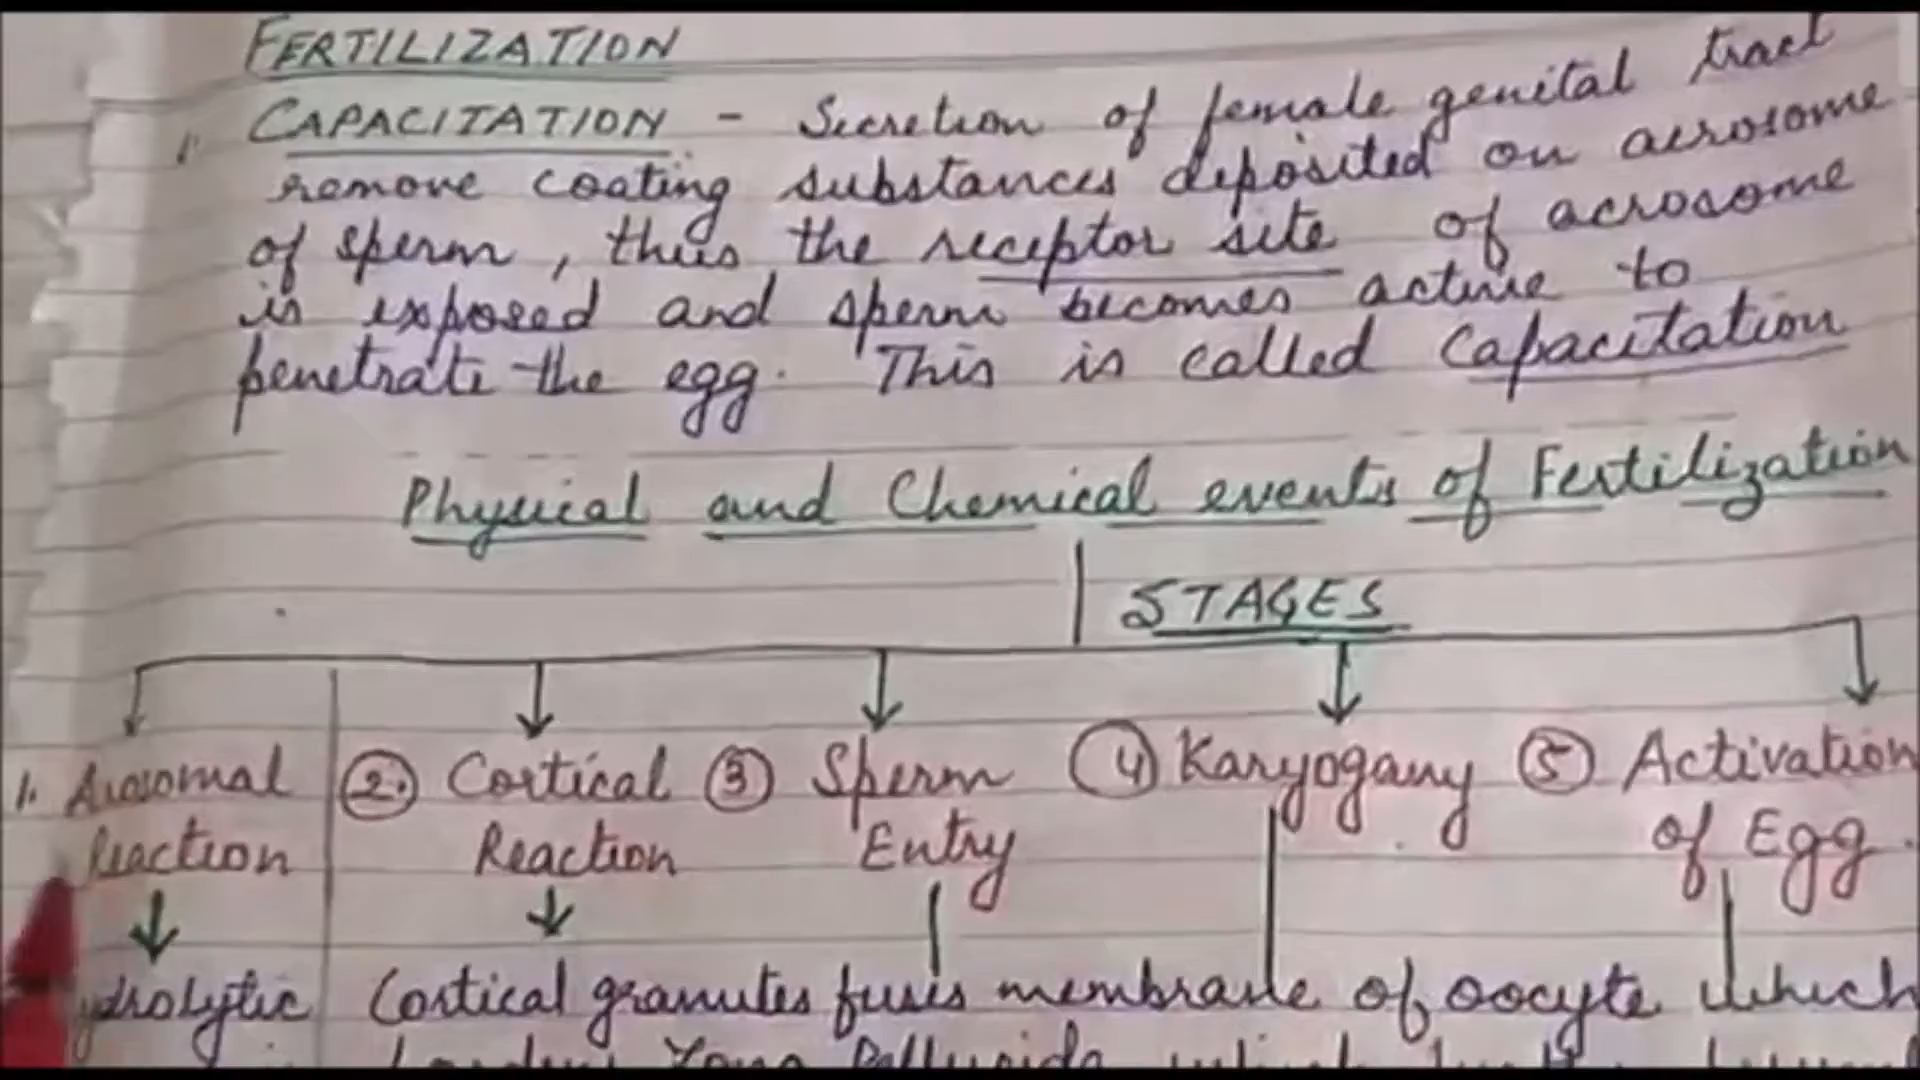 FERTILIZATION
1. CAPACITATION - Secretion of female genital tract
remove coating substances deposited on acrosome
of sperm, thus the receptor site of acrosome
is exposed and sperm becomes active to
penetrate the egg. This is called Capacitation
Physical and Chemical events of Fertilization
STAGES
1. Acrosomal Reaction
2. Cortical Reaction
3 Sperm Entry
4 Karyogamy
5 Activation of Egg.
Cortical granules fuses membrane of oocyte which
Zona Pellucida